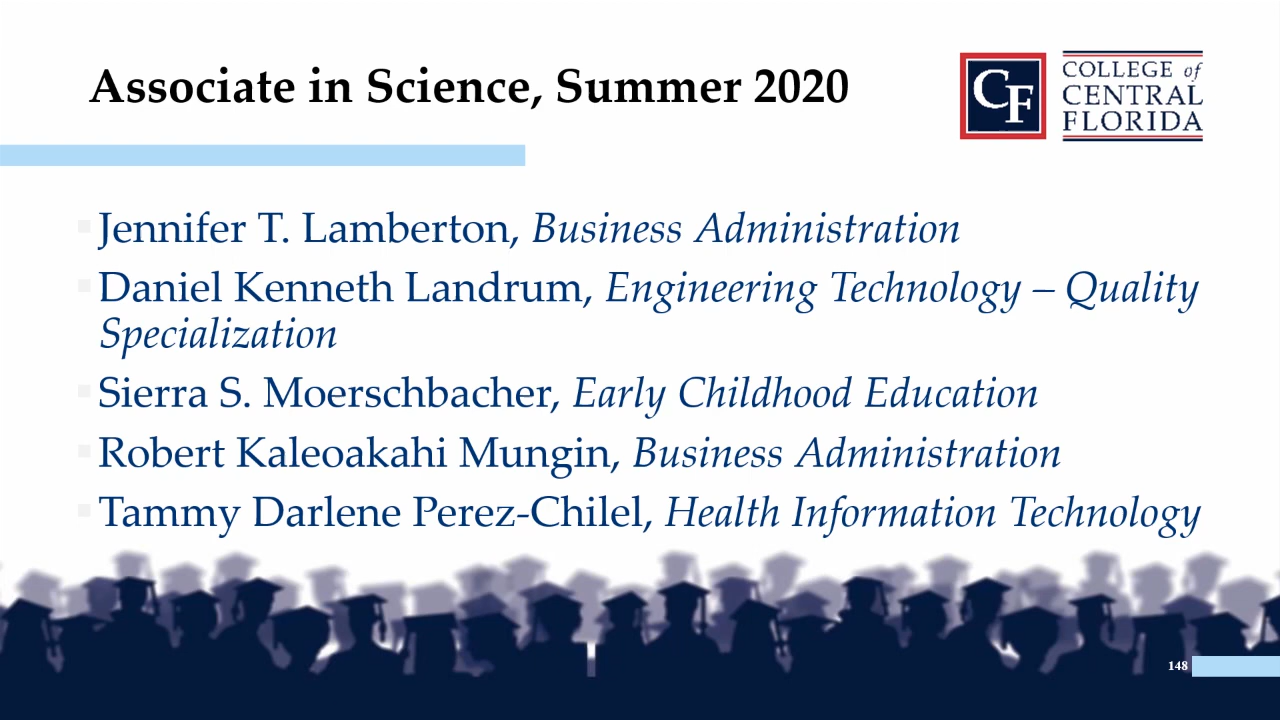 Associate in Science, Summer 2020
CF
COLLEGE of
CENTRAL
FLORIDA
Jennifer T. Lamberton, Business Administration
Daniel Kenneth Landrum, Engineering Technology – Quality
Specialization
Sierra S. Moerschbacher, Early Childhood Education
Robert Kaleoakahi Mungin, Business Administration
Tammy Darlene Perez-Chilel, Health Information Technology
148